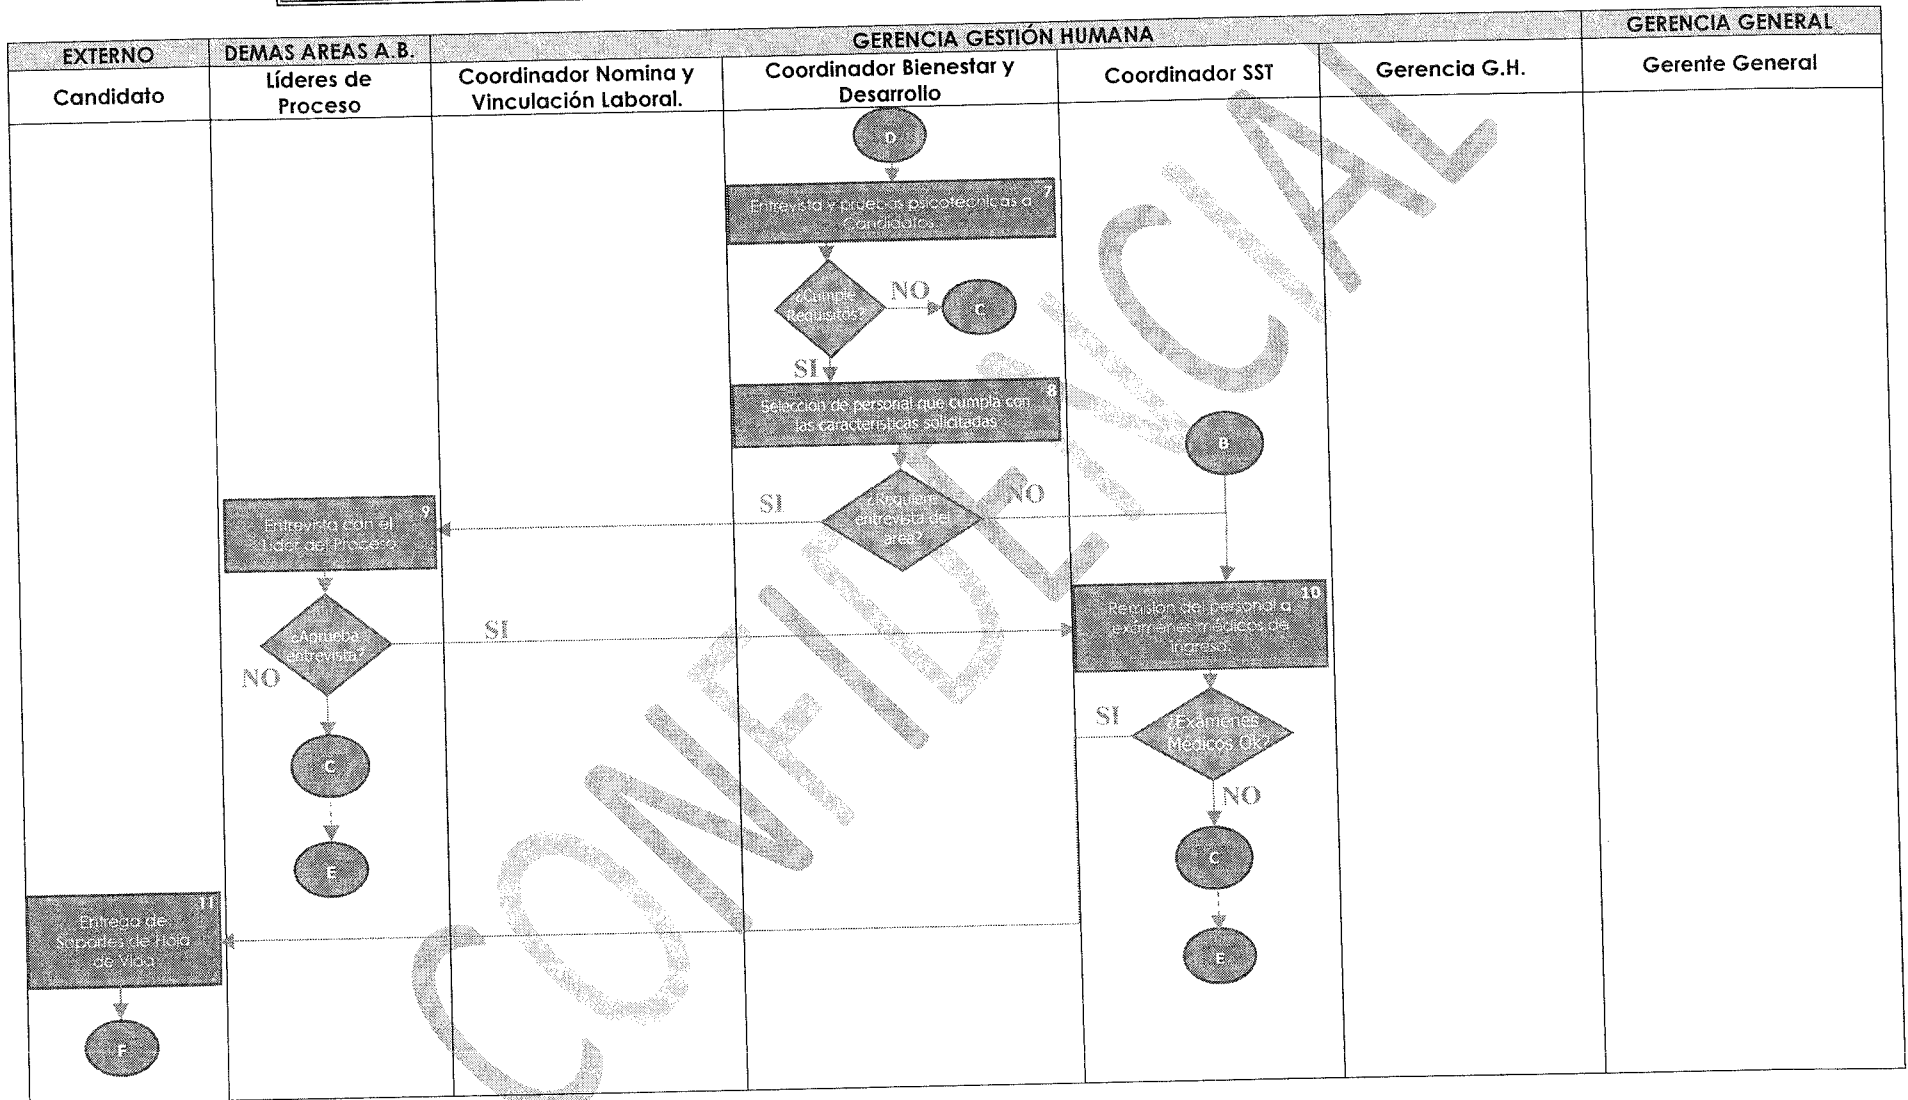 EXTERNO
DEMAS AREAS A.B.
GERENCIA GESTIÓN HUMANA
GERENCIA GENERAL
Candidato
Líderes de
Proceso
Coordinador Nomina y
Vinculación Laboral.
Coordinador Bienestar y
Desarrollo
Coordinador SST
Gerencia G.H.
Gerente General
D
7
Entrevista y pruebas psicotecnicas a
Candidatos.
¿Cumple
Requisitos?
NO
C
SI
8
Seleccion de personal que cumpla con
las caracteristicas solicitadas
B
¿Requiere
entrevista del
area?
SI
NO
9
Entrevista con el
Lider del Proceso
10
Remision del personal a
examenes medicos de
ingreso.
¿Aprueba
entrevista?
SI
NO
¿Examenes
Medicos Ok?
SI
NO
C
E
C
E
11
Entrega de
Soportes de Hoja
de Vida
F
CONFIDENCIAL